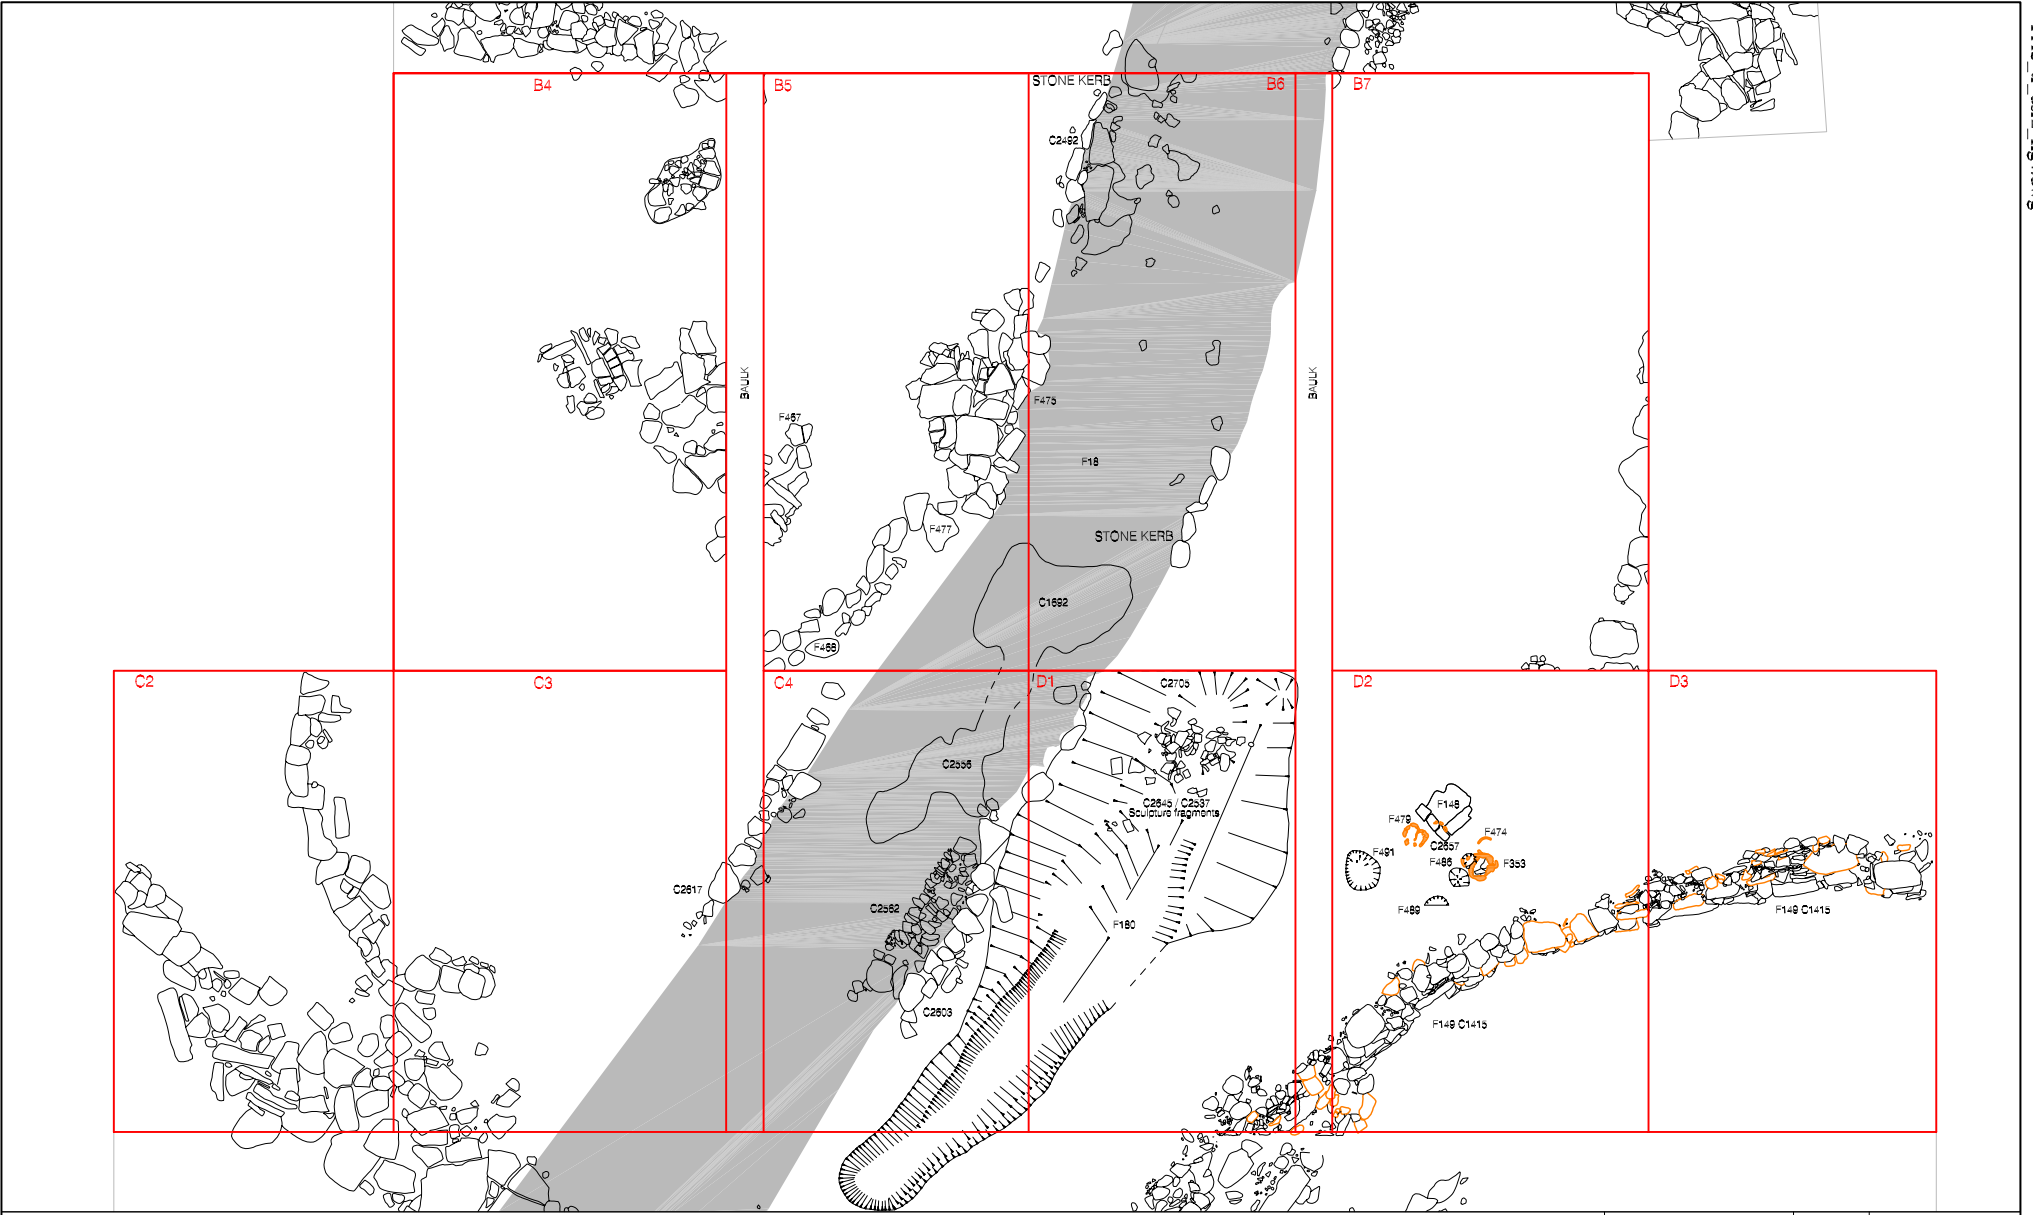 B4
B5
STONE KERB
B6
B7
C2492
BAULK
BAULK
F467
F475
F18
F477
STONE KERB
C1692
F468
C2
C3
C4
D1
C2705
D2
D3
C2556
C2645 / C2537
Sculpture fragments
F148
F479
F474
C2657
F491
F486
F353
C2617
C2562
F489
F180
F149 C1415
C2603
F149 C1415